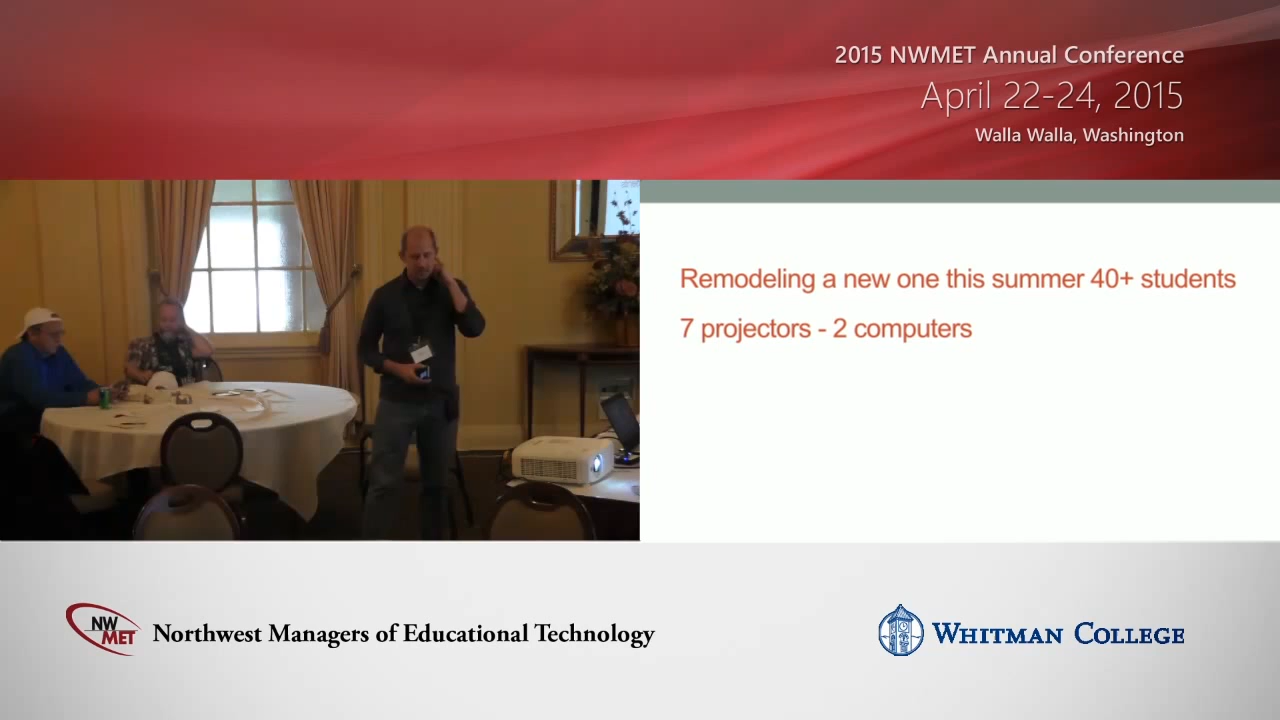 2015 NWMET Annual Conference
April 22-24, 2015
Walla Walla, Washington
Remodeling a new one this summer 40+ students
7 projectors - 2 computers
NW
MET
Northwest Managers of Educational Technology
WHITMAN COLLEGE